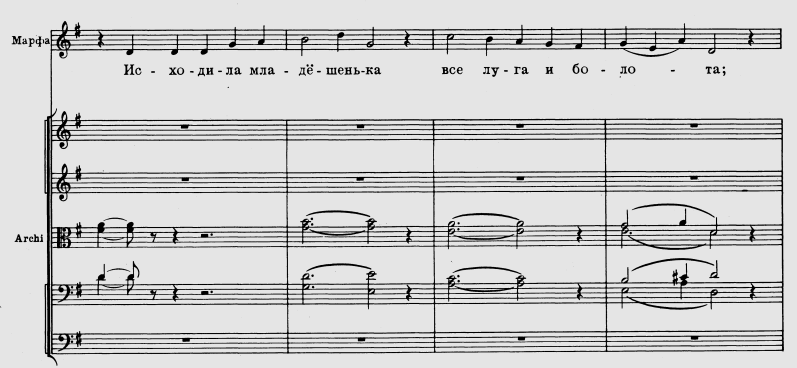 Марфа
Ис - хо - ди - ла мла - дё - шень - ка все лу - га и бо - ло - та;
Archi